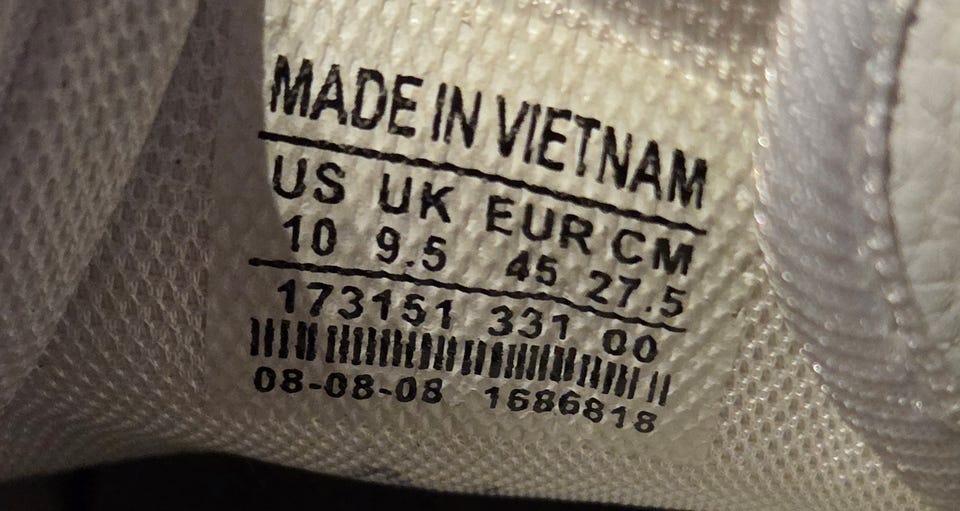 MADE IN VIETNAM
US UK EUR CM
10 9.5 45 27.5
173151 331 00
08-08-08 1686818